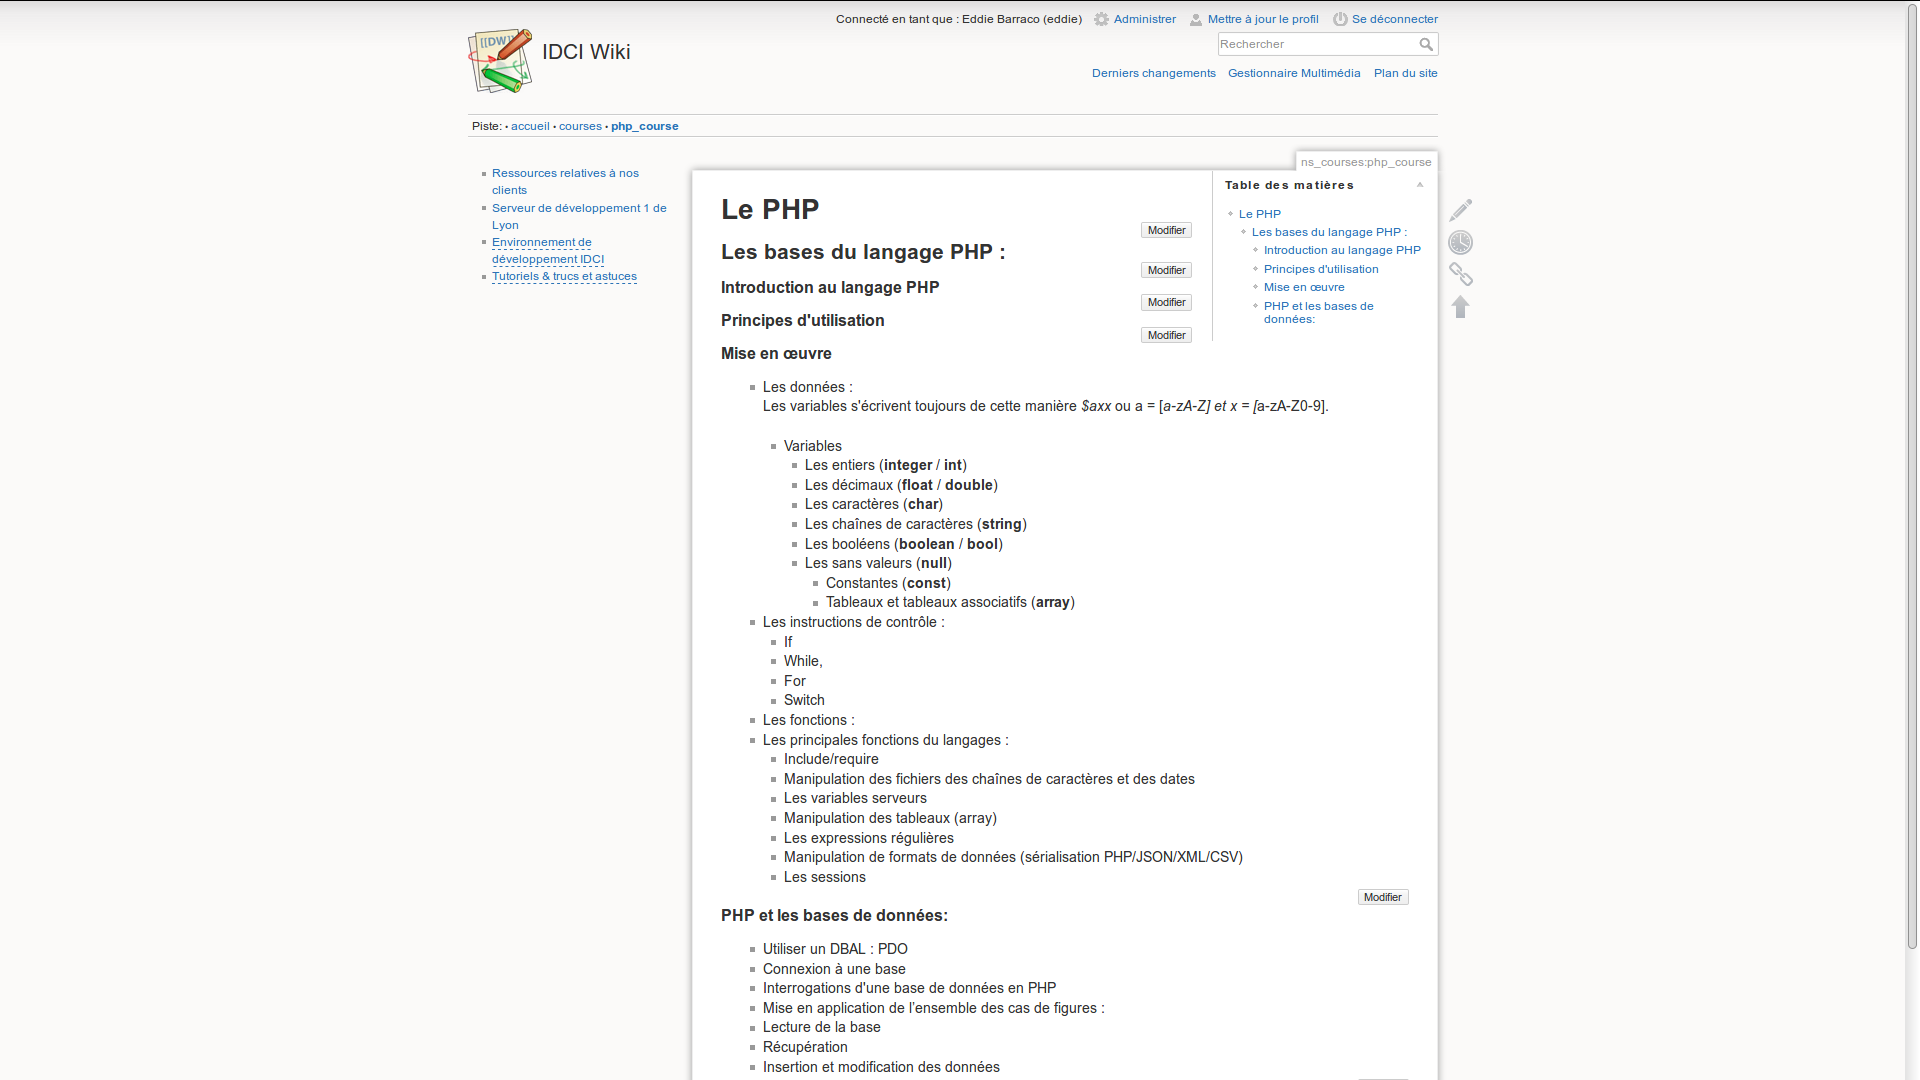 Connecté en tant que : Eddie Barraco (eddie) Administrer Mettre à jour le profil Se déconnecter
[[DW]]
IDCI Wiki
Rechercher
Derniers changements Gestionnaire Multimédia Plan du site
Piste: • accueil • courses • php_course
ns_courses:php_course
Ressources relatives à nos
clients
Serveur de développement 1 de
Lyon
Environnement de
développement IDCI
Tutoriels & trucs et astuces
Table des matières
Le PHP
Les bases du langage PHP :
Introduction au langage PHP
Principes d'utilisation
Mise en œuvre
PHP et les bases de
données:
Le PHP
Modifier
Les bases du langage PHP :
Modifier
Introduction au langage PHP
Modifier
Principes d'utilisation
Modifier
Mise en œuvre
Les données :
Les variables s'écrivent toujours de cette manière $axx ou a = [a-zA-Z] et x = [a-zA-Z0-9].
Variables
Les entiers (integer / int)
Les décimaux (float / double)
Les caractères (char)
Les chaînes de caractères (string)
Les booléens (boolean / bool)
Les sans valeurs (null)
Constantes (const)
Tableaux et tableaux associatifs (array)
Les instructions de contrôle :
If
While,
For
Switch
Les fonctions :
Les principales fonctions du langages :
Include/require
Manipulation des fichiers des chaînes de caractères et des dates
Les variables serveurs
Manipulation des tableaux (array)
Les expressions régulières
Manipulation de formats de données (sérialisation PHP/JSON/XML/CSV)
Les sessions
Modifier
PHP et les bases de données:
Utiliser un DBAL : PDO
Connexion à une base
Interrogations d'une base de données en PHP
Mise en application de l'ensemble des cas de figures :
Lecture de la base
Récupération
Insertion et modification des données